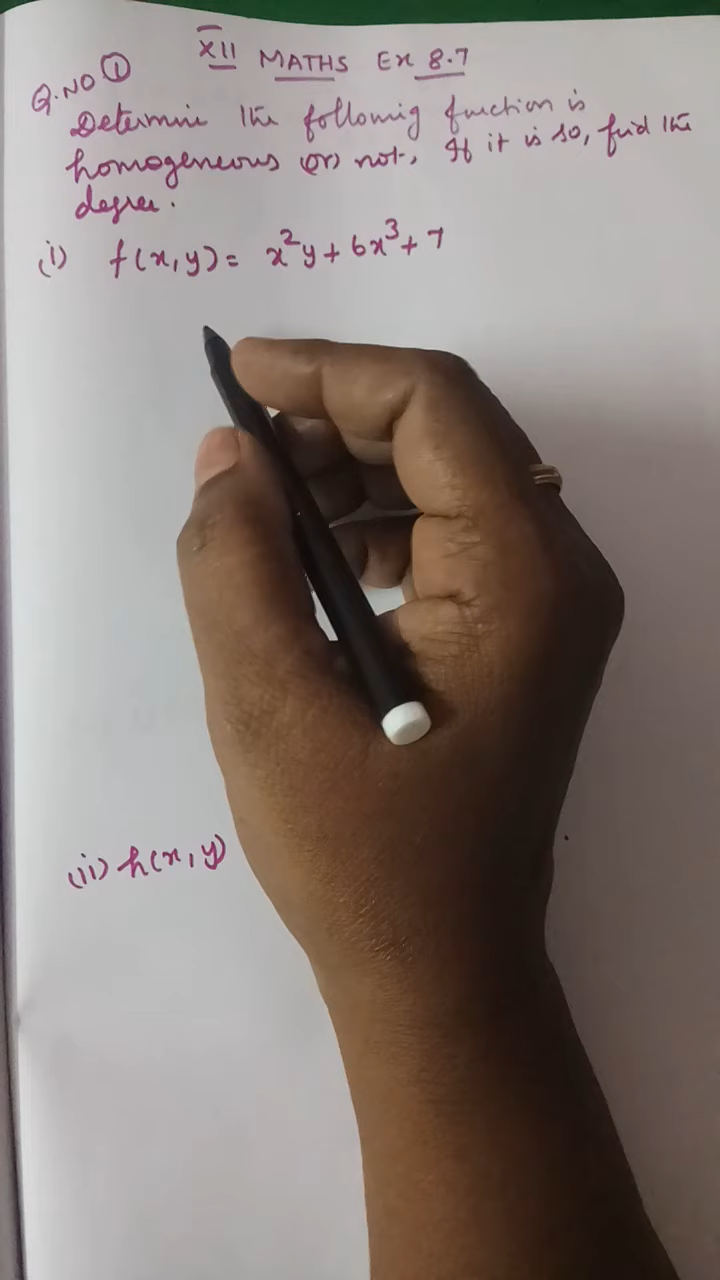 XII MATHS Ex 8.7
Q.NO ①
Determine the following function is
homogeneous (or) not. If it is so, find the
degree.
(i) f(x,y) = x²y + 6x³ + 7
(ii) h(x,y)